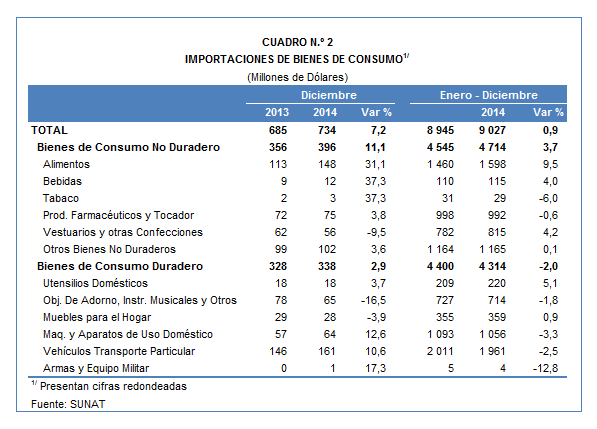 CUADRO N.º 2
IMPORTACIONES DE BIENES DE CONSUMO1/
(Millones de Dólares)
Diciembre Enero - Diciembre
2013 2014 Var % 2014 Var %
TOTAL 685 734 7,2 8 945 9 027 0,9
Bienes de Consumo No Duradero 356 396 11,1 4 545 4 714 3,7
Alimentos 113 148 31,1 1 460 1 598 9,5
Bebidas 9 12 37,3 110 115 4,0
Tabaco 2 3 37,3 31 29 -6,0
Prod. Farmacéuticos y Tocador 72 75 3,8 998 992 -0,6
Vestuarios y otras Confecciones 62 56 -9,5 782 815 4,2
Otros Bienes No Duraderos 99 102 3,6 1 164 1 165 0,1
Bienes de Consumo Duradero 328 338 2,9 4 400 4 314 -2,0
Utensilios Domésticos 18 18 3,7 209 220 5,1
Obj. De Adorno, Instr. Musicales y Otros 78 65 -16,5 727 714 -1,8
Muebles para el Hogar 29 28 -3,9 355 359 0,9
Maq. y Aparatos de Uso Doméstico 57 64 12,6 1 093 1 056 -3,3
Vehículos Transporte Particular 146 161 10,6 2 011 1 961 -2,5
Armas y Equipo Militar 0 1 17,3 5 4 -12,8
1/ Presentan cifras redondeadas
Fuente: SUNAT